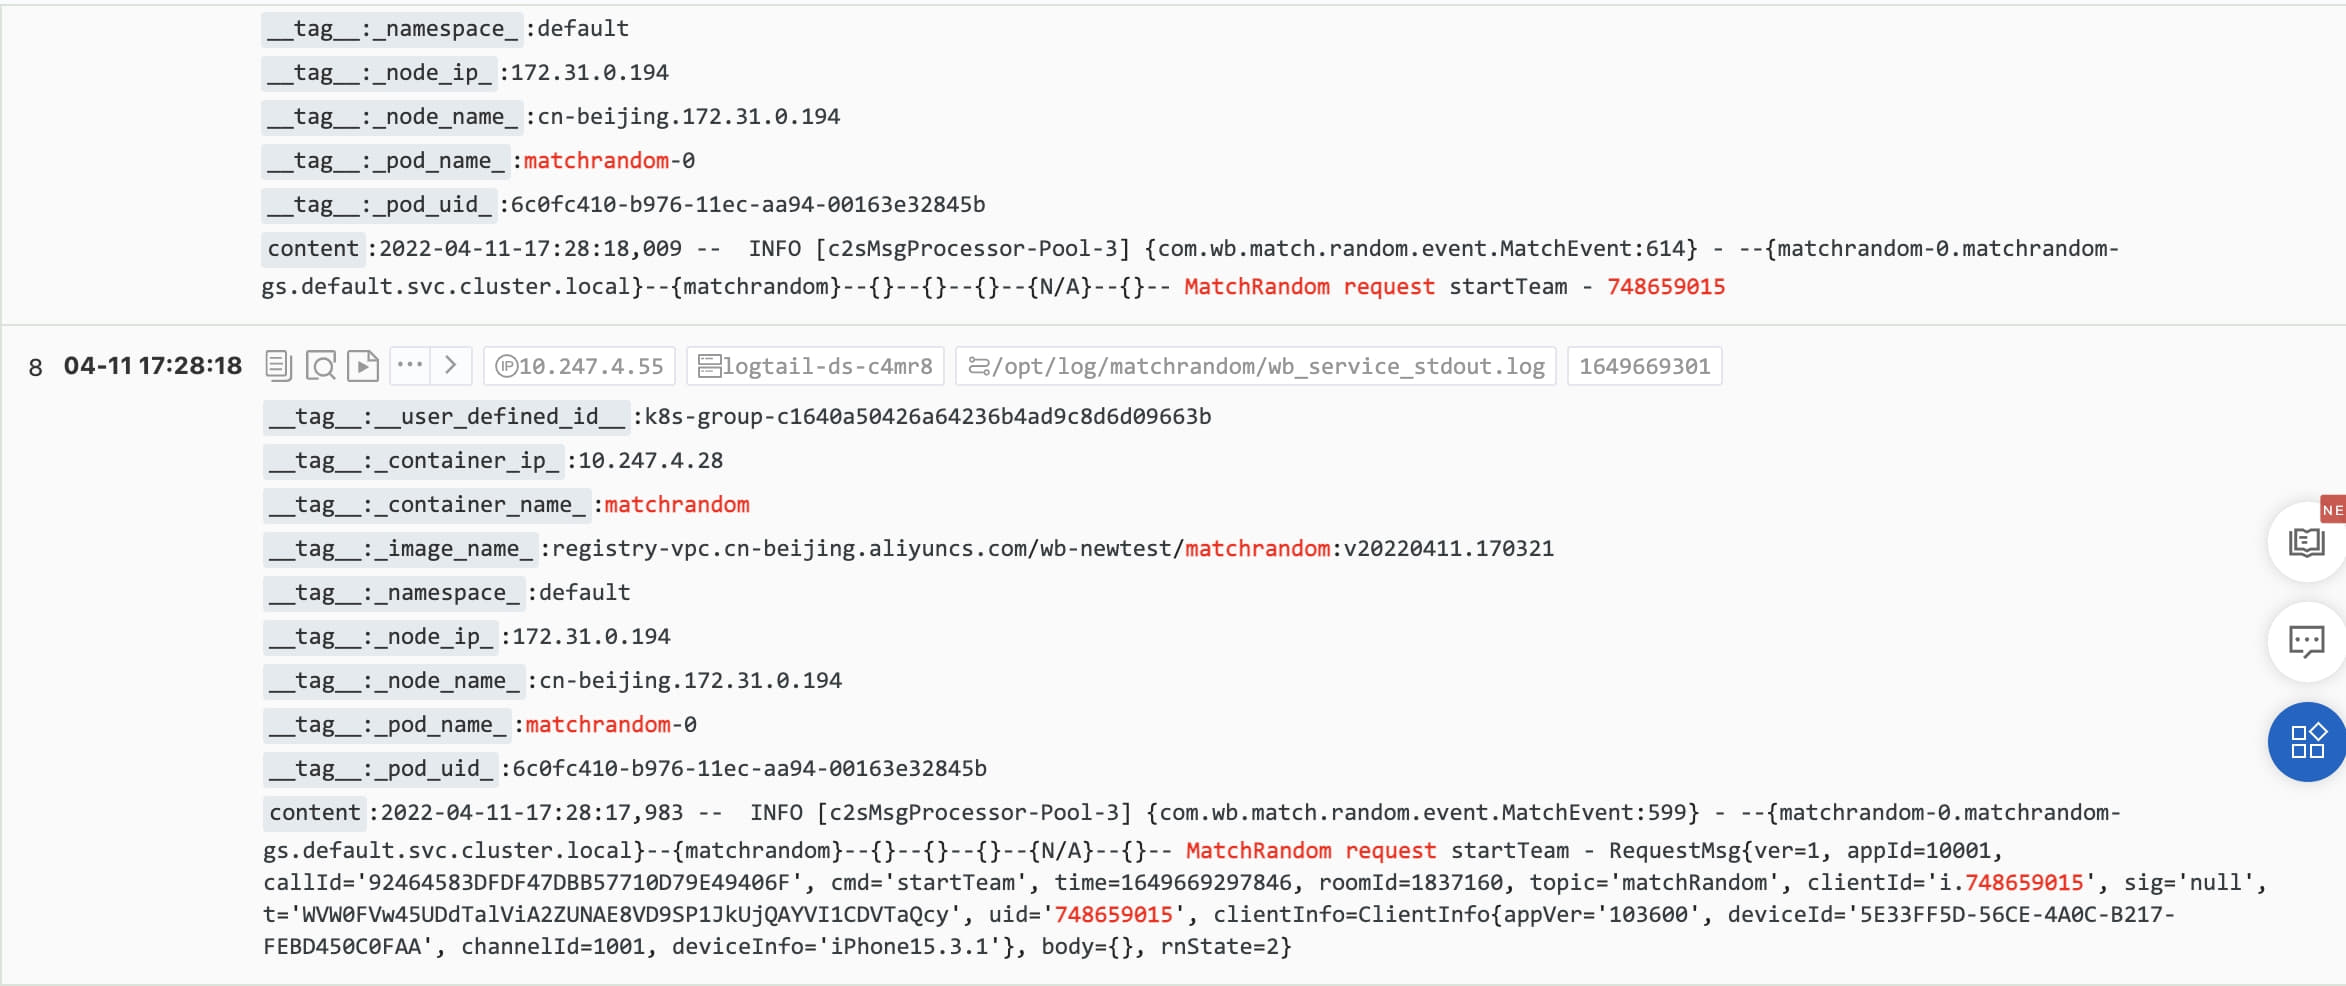 __tag__:_namespace_:default
__tag__:_node_ip_:172.31.0.194
__tag__:_node_name_:cn-beijing.172.31.0.194
__tag__:_pod_name_:matchrandom-0
__tag__:_pod_uid_:6c0fc410-b976-11ec-aa94-00163e32845b
content:2022-04-11-17:28:18,009 --  INFO [c2sMsgProcessor-Pool-3] {com.wb.match.random.event.MatchEvent:614} - --{matchrandom-0.matchrandom-
gs.default.svc.cluster.local}--{matchrandom}--{}--{}--{}--{N/A}--{}-- MatchRandom request startTeam - 748659015
8 04-11 17:28:18 ··· > IP 10.247.4.55 logtail-ds-c4mr8 /opt/log/matchrandom/wb_service_stdout.log 1649669301
__tag__:__user_defined_id__:k8s-group-c1640a50426a64236b4ad9c8d6d09663b
__tag__:_container_ip_:10.247.4.28
__tag__:_container_name_:matchrandom
NE
__tag__:_image_name_:registry-vpc.cn-beijing.aliyuncs.com/wb-newtest/matchrandom:v20220411.170321
__tag__:_namespace_:default
__tag__:_node_ip_:172.31.0.194
__tag__:_node_name_:cn-beijing.172.31.0.194
__tag__:_pod_name_:matchrandom-0
__tag__:_pod_uid_:6c0fc410-b976-11ec-aa94-00163e32845b
content:2022-04-11-17:28:17,983 --  INFO [c2sMsgProcessor-Pool-3] {com.wb.match.random.event.MatchEvent:599} - --{matchrandom-0.matchrandom-
gs.default.svc.cluster.local}--{matchrandom}--{}--{}--{}--{N/A}--{}-- MatchRandom request startTeam - RequestMsg{ver=1, appId=10001,
callId='92464583DFDF47DBB57710D79E49406F', cmd='startTeam', time=1649669297846, roomId=1837160, topic='matchRandom', clientId='i.748659015', sig='null',
t='WVW0FVw45UDdTalViA2ZUNAE8VD9SP1JkUjQAYVI1CDVTaQcy', uid='748659015', clientInfo=ClientInfo{appVer='103600', deviceId='5E33FF5D-56CE-4A0C-B217-
FEBD450C0FAA', channelId=1001, deviceInfo='iPhone15.3.1'}, body={}, rnState=2}